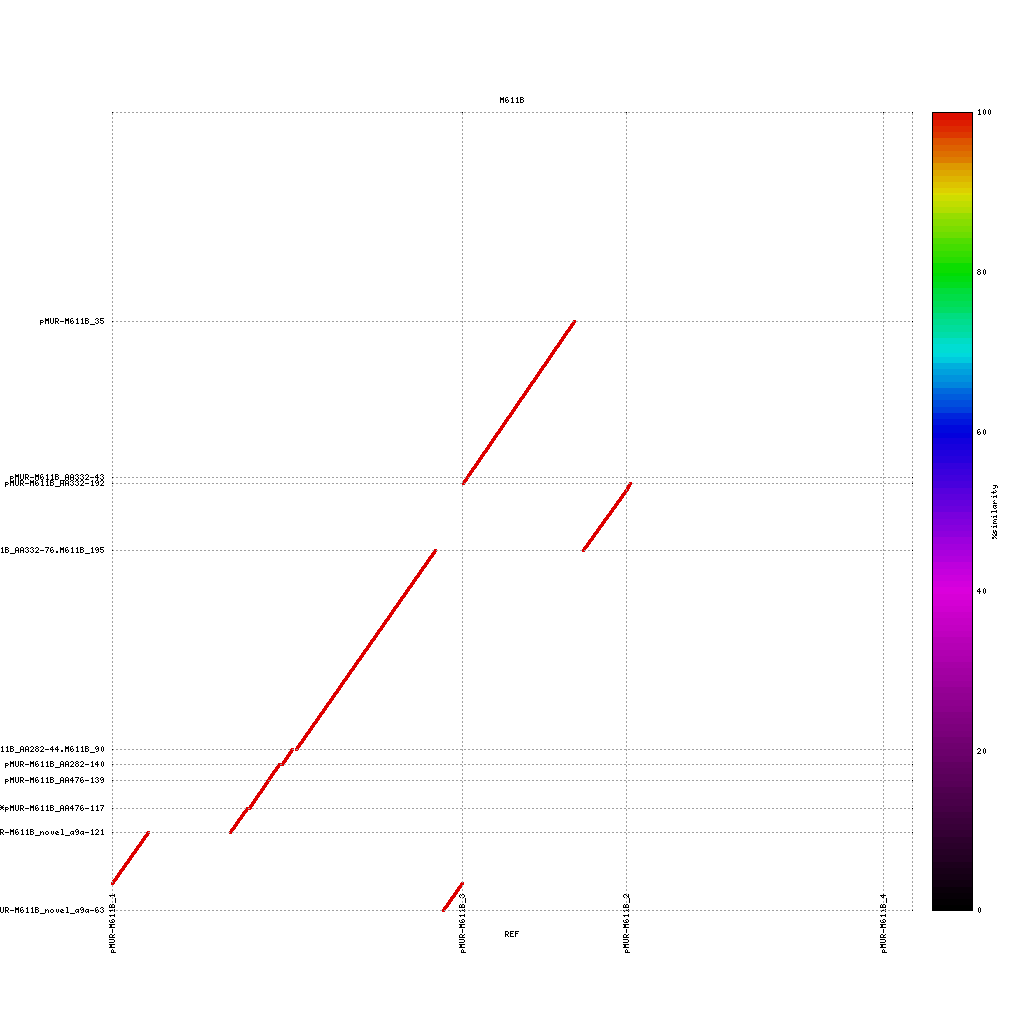 M611B
100
pMUR-M611B_35
80
pMUR-M611B_AA332-43
pMUR-M611B_AA332-192
60
%similarity
1B_AA332-76.M611B_195
40
11B_AA282-44.M611B_90
20
pMUR-M611B_AA282-140
pMUR-M611B_AA476-139
*pMUR-M611B_AA476-117
R-M611B_novel_a9a-121
UR-M611B_novel_a9a-63
0
pMUR-M611B_1
pMUR-M611B_3
pMUR-M611B_2
pMUR-M611B_4
REF